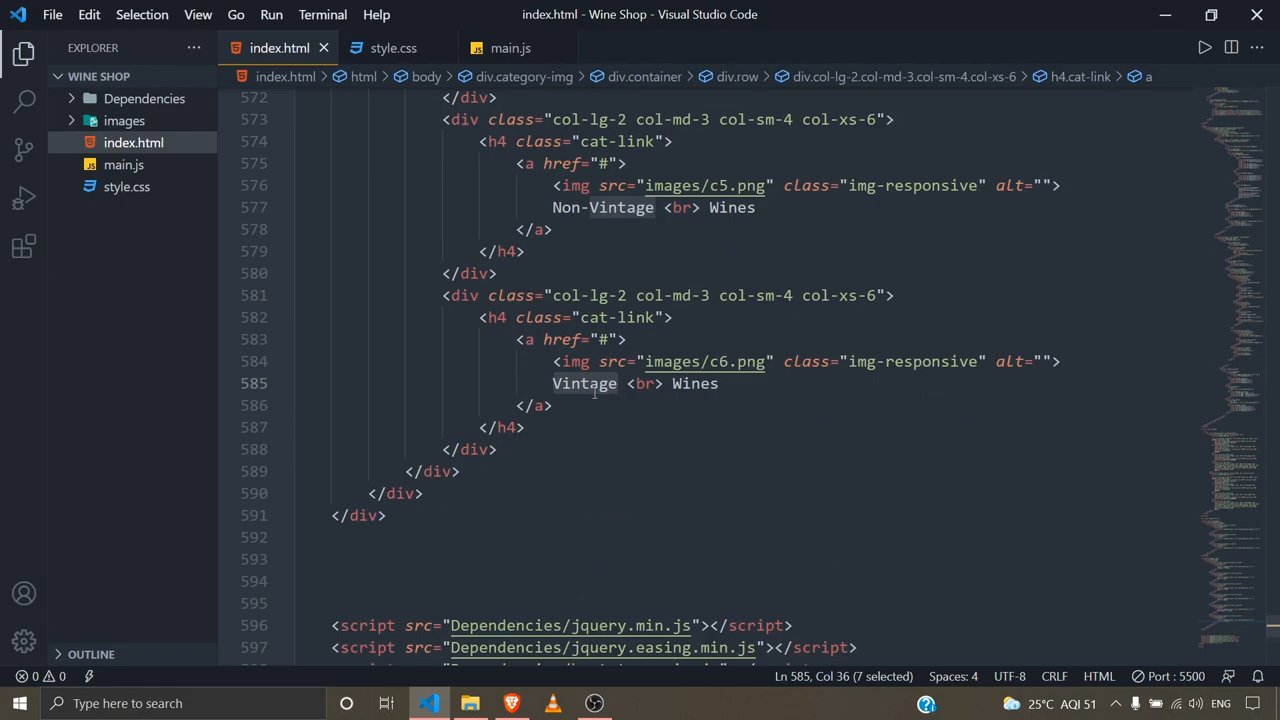 File Edit Selection View Go Run Terminal Help index.html - Wine Shop - Visual Studio Code
EXPLORER
index.html
style.css
main.js
WINE SHOP
index.html > html > body > div.category-img > div.container > div.row > div.col-lg-2.col-md-3.col-sm-4.col-xs-6 > h4.cat-link > a
Dependencies
images
index.html
main.js
style.css
572 </div>
573 <div class="col-lg-2 col-md-3 col-sm-4 col-xs-6">
574 <h4 class="cat-link">
575 <a href="#">
576 <img src="images/c5.png" class="img-responsive" alt="">
577 Non-Vintage <br> Wines
578 </a>
579 </h4>
580 </div>
581 <div class="col-lg-2 col-md-3 col-sm-4 col-xs-6">
582 <h4 class="cat-link">
583 <a href="#">
584 <img src="images/c6.png" class="img-responsive" alt="">
585 Vintage <br> Wines
586 </a>
587 </h4>
588 </div>
589 </div>
590 </div>
591 </div>
592
593
594
595
596 <script src="Dependencies/jquery.min.js"></script>
597 <script src="Dependencies/jquery.easing.min.js"></script>
OUTLINE
0 0 Ln 585, Col 36 (7 selected) Spaces: 4 UTF-8 CRLF HTML Port : 5500
Type here to search 25°C AQI 51 ENG